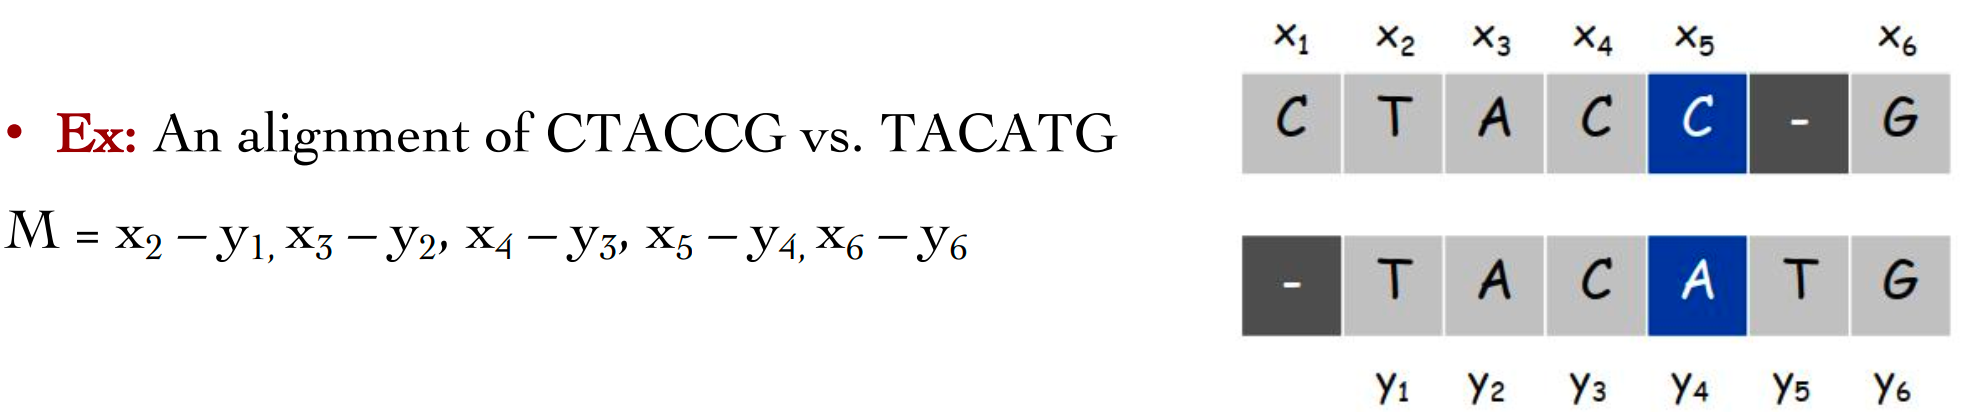 • Ex: An alignment of CTACCG vs. TACATG
M = x₂ – y₁, x₃ – y₂, x₄ – y₃, x₅ – y₄, x₆ – y₆
x₁ x₂ x₃ x₄ x₅ x₆
C T A C C - G
- T A C A T G
y₁ y₂ y₃ y₄ y₅ y₆